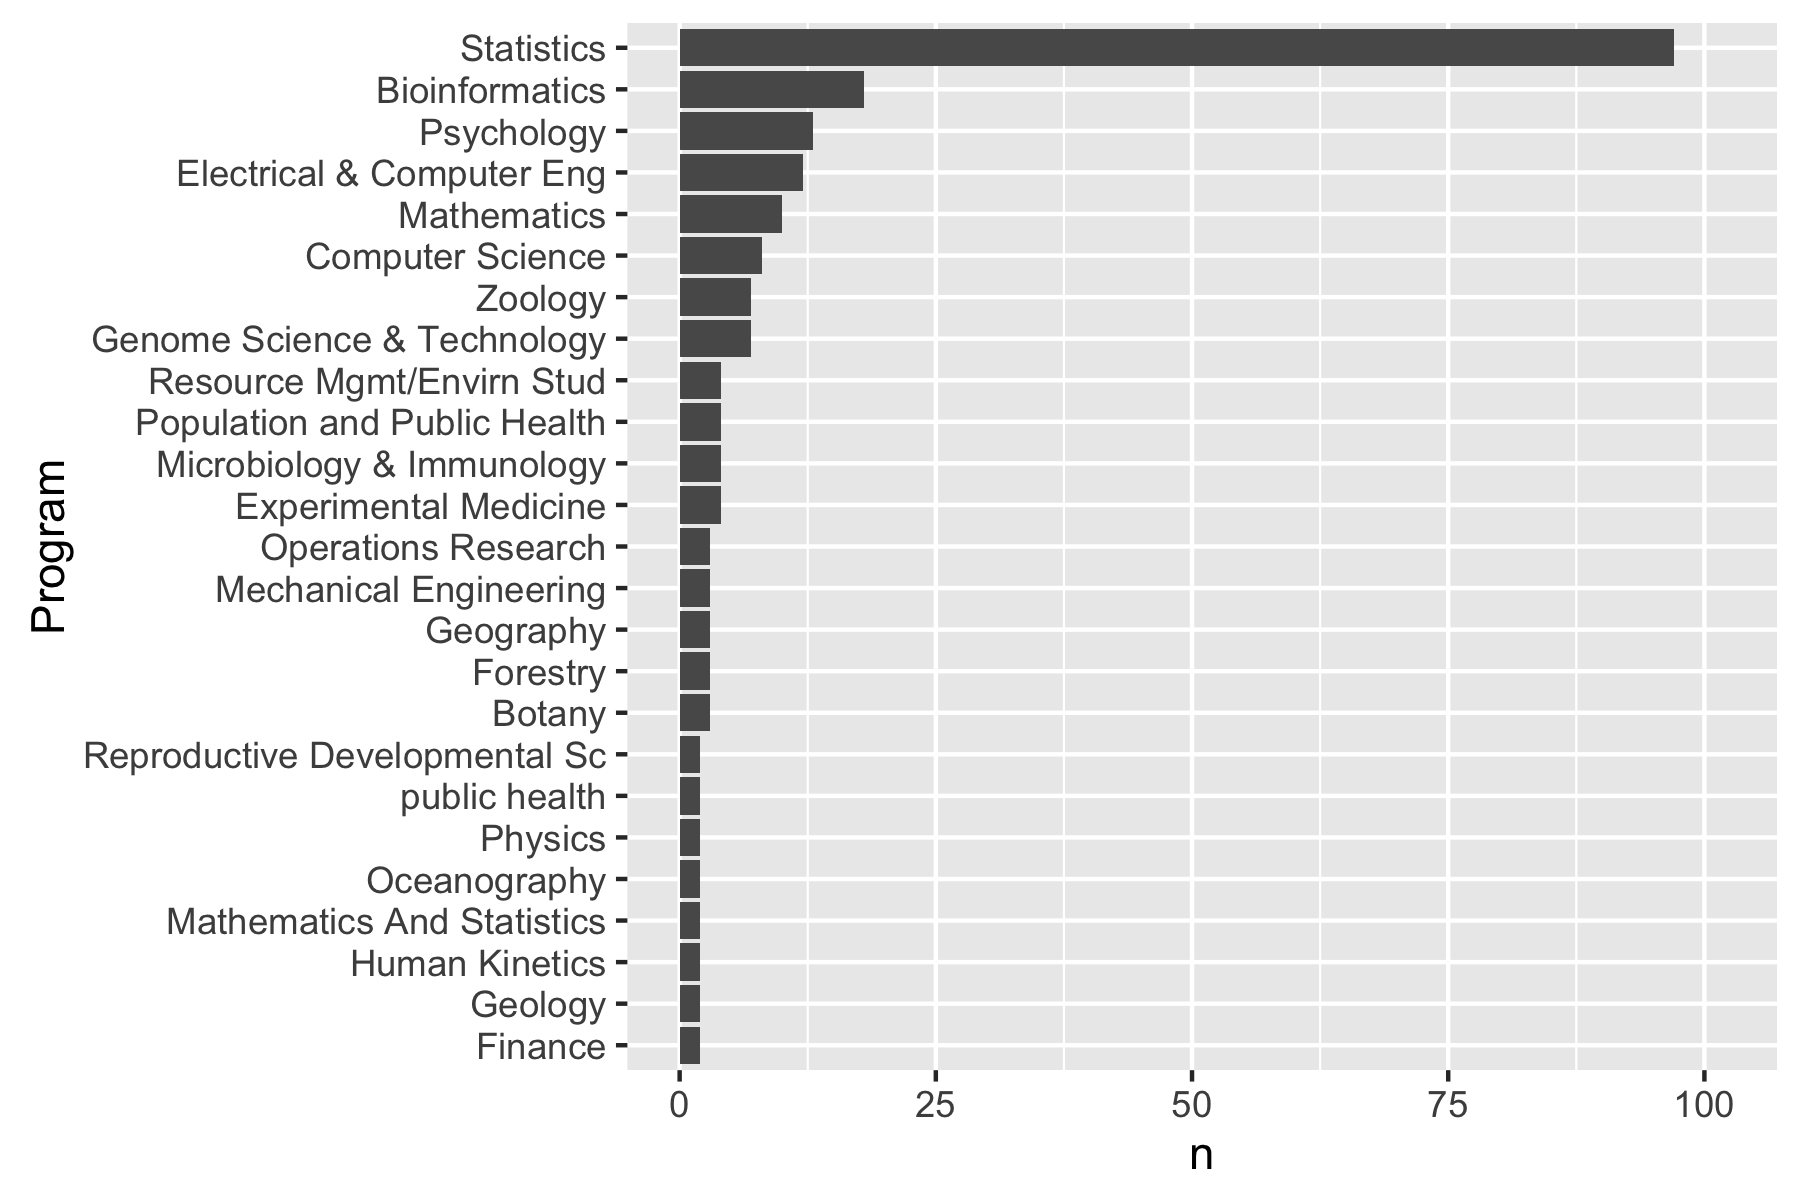 Statistics
Bioinformatics
Psychology
Electrical & Computer Eng
Mathematics
Computer Science
Zoology
Genome Science & Technology
Resource Mgmt/Envirn Stud
Population and Public Health
Microbiology & Immunology
Experimental Medicine
Operations Research
Mechanical Engineering
Geography
Forestry
Botany
Reproductive Developmental Sc
public health
Physics
Oceanography
Mathematics And Statistics
Human Kinetics
Geology
Finance
Program
0 25 50 75 100
n